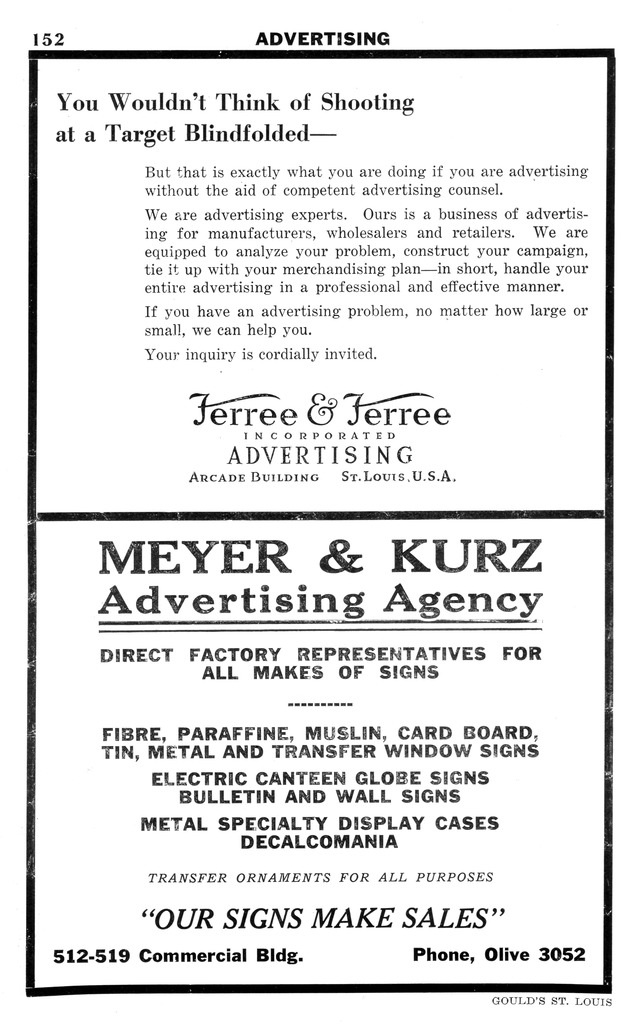 152
ADVERTISING
You Wouldn't Think of Shooting
at a Target Blindfolded—
But that is exactly what you are doing if you are advertising
without the aid of competent advertising counsel.
We are advertising experts. Ours is a business of advertis-
ing for manufacturers, wholesalers and retailers. We are
equipped to analyze your problem, construct your campaign,
tie it up with your merchandising plan—in short, handle your
entire advertising in a professional and effective manner.
If you have an advertising problem, no matter how large or
small, we can help you.
Your inquiry is cordially invited.
Ferree & Ferree
INCORPORATED
ADVERTISING
ARCADE BUILDING ST. LOUIS, U.S.A.
MEYER & KURZ
Advertising Agency
DIRECT FACTORY REPRESENTATIVES FOR
ALL MAKES OF SIGNS
----------
FIBRE, PARAFFINE, MUSLIN, CARD BOARD,
TIN, METAL AND TRANSFER WINDOW SIGNS
ELECTRIC CANTEEN GLOBE SIGNS
BULLETIN AND WALL SIGNS
METAL SPECIALTY DISPLAY CASES
DECALCOMANIA
TRANSFER ORNAMENTS FOR ALL PURPOSES
"OUR SIGNS MAKE SALES"
512-519 Commercial Bldg. Phone, Olive 3052
GOULD'S ST. LOUIS